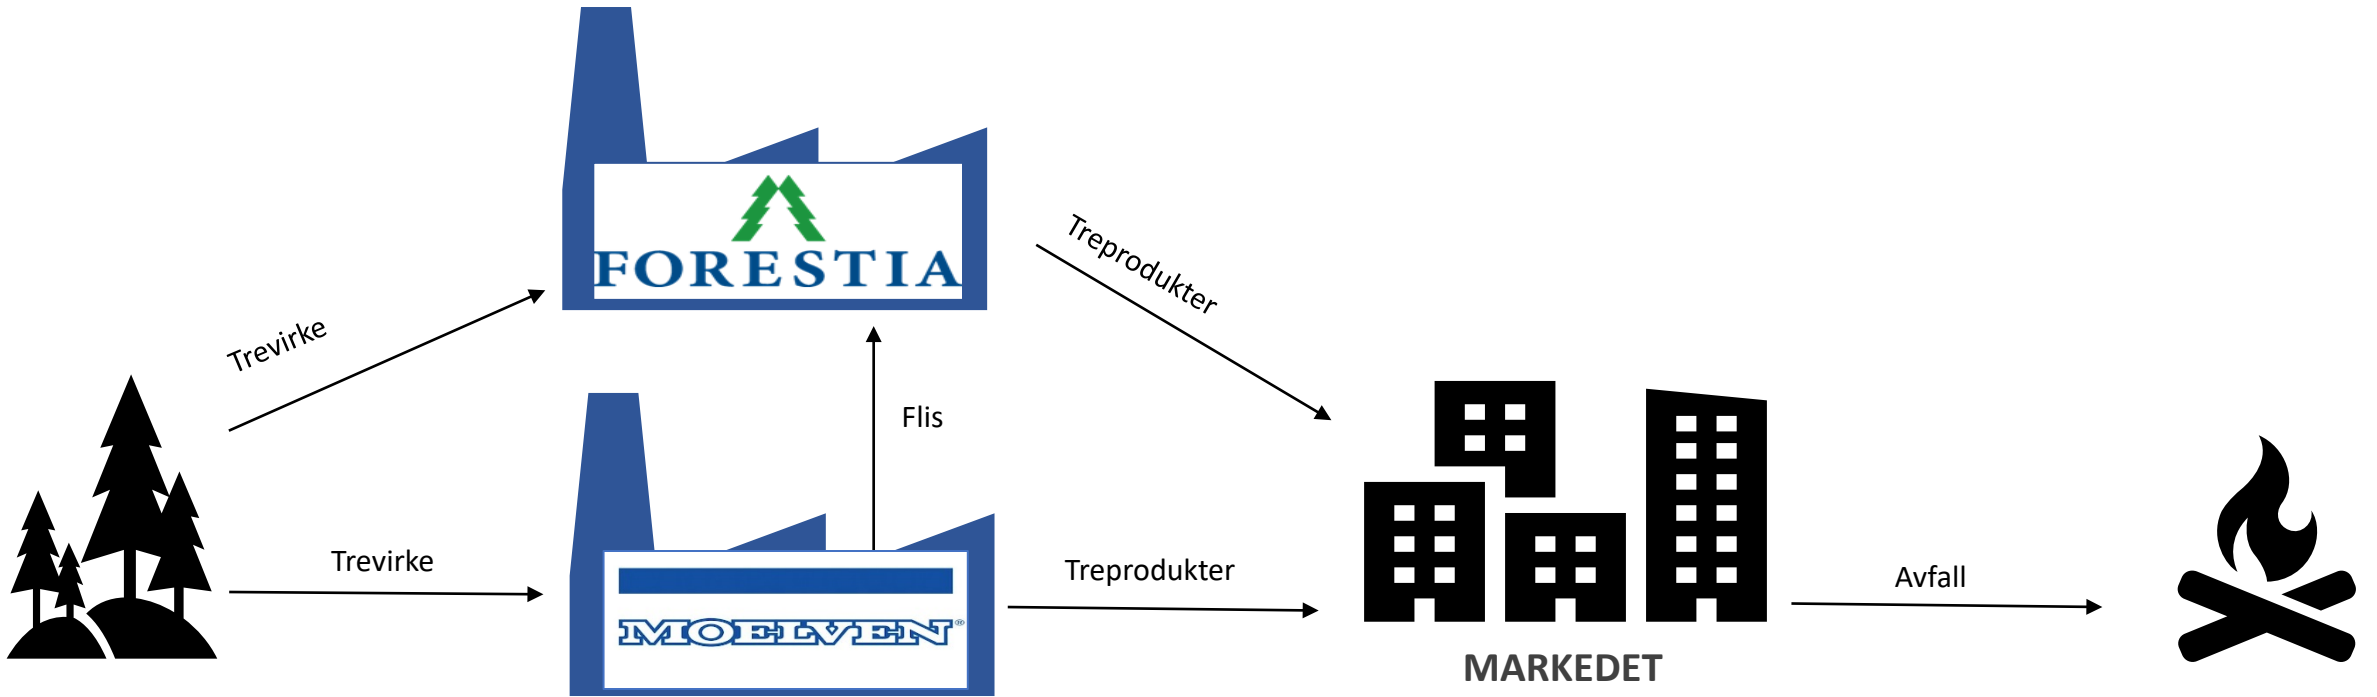 FORESTIA
Trevirke
Treprodukter
Flis
Trevirke
MOELVEN®
Treprodukter
MARKEDET
Avfall